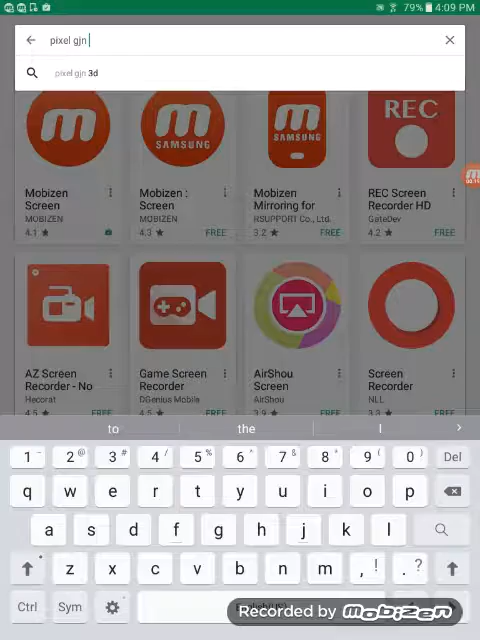 79% 4:09 PM
pixel gjn
pixel gjn 3d
m
m
SAMSUNG
m
SAMSUNG
REC
Mobizen Screen
MOBIZEN
4.1 ★
Mobizen : Screen
MOBIZEN
4.3 ★ FREE
Mobizen Mirroring for
RSUPPORT Co., Ltd.
3.2 ★ FREE
REC Screen Recorder HD
GateDev
4.2 ★ FREE
AZ Screen Recorder - No
Hecorat
4.5 ★ FREE
Game Screen Recorder
DGenius Mobile
4.5 ★ FREE
AirShou Screen
AirShou
3.9 ★ FREE
Screen Recorder
NLL
FREE
to the I
1 2 @ 3 # 4 / 5 % 6 ^ 7 & 8 * 9 ( 0 ) Del
q w e r t y u i o p
a s d f g h j k l
z x c v b n m , ! . ?
Ctrl Sym
Recorded by mobizen